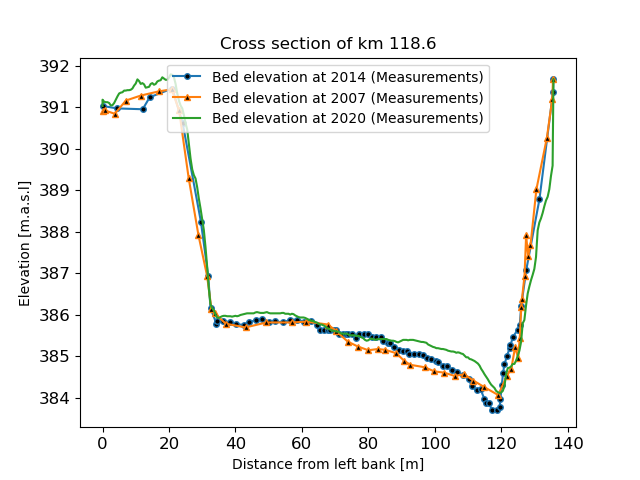 Cross section of km 118.6
Bed elevation at 2014 (Measurements)
Bed elevation at 2007 (Measurements)
Bed elevation at 2020 (Measurements)
Elevation [m.a.s.l]
392
391
390
389
388
387
386
385
384
0 20 40 60 80 100 120 140
Distance from left bank [m]